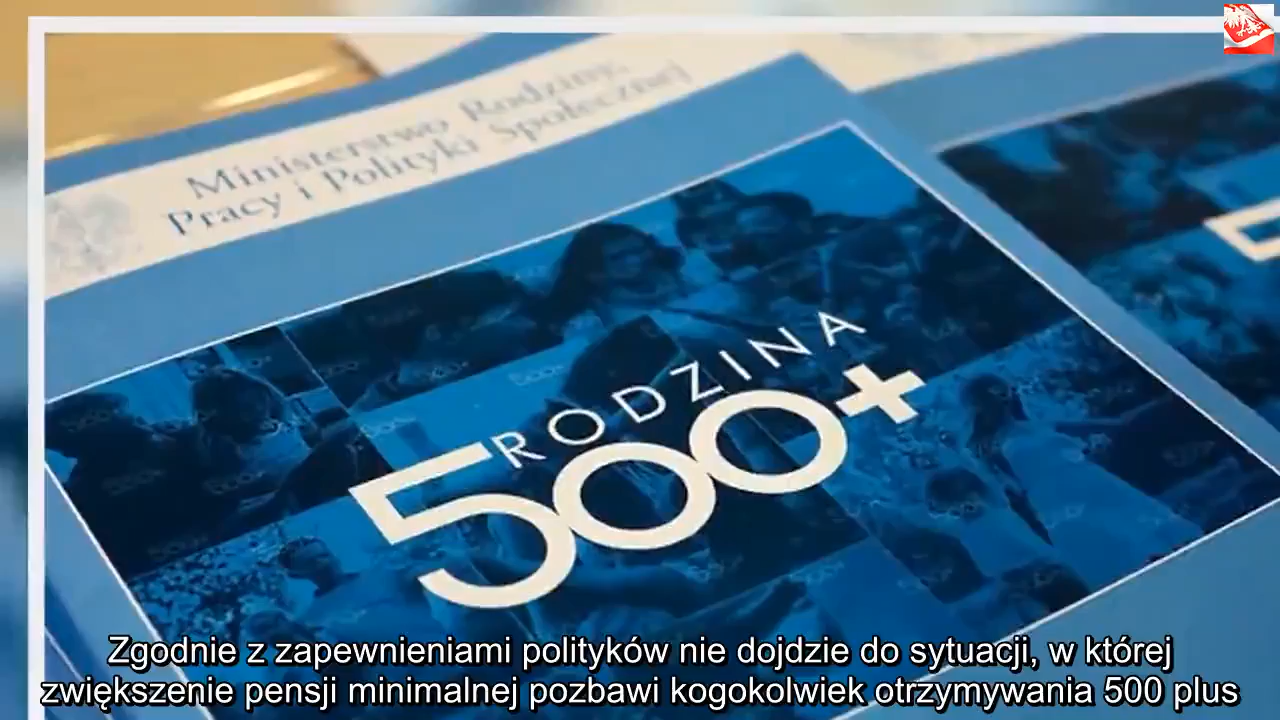 Ministerstwo Rodziny,
Pracy i Polityki Społecznej
RODZINA
500+
5
Zgodnie z zapewnieniami polityków nie dojdzie do sytuacji, w której
zwiększenie pensji minimalnej pozbawi kogokolwiek otrzymywania 500 plus